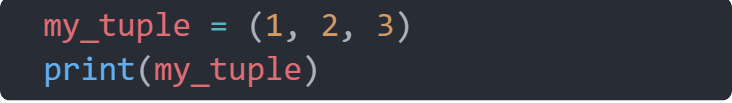 my_tuple = (1, 2, 3)
print(my_tuple)